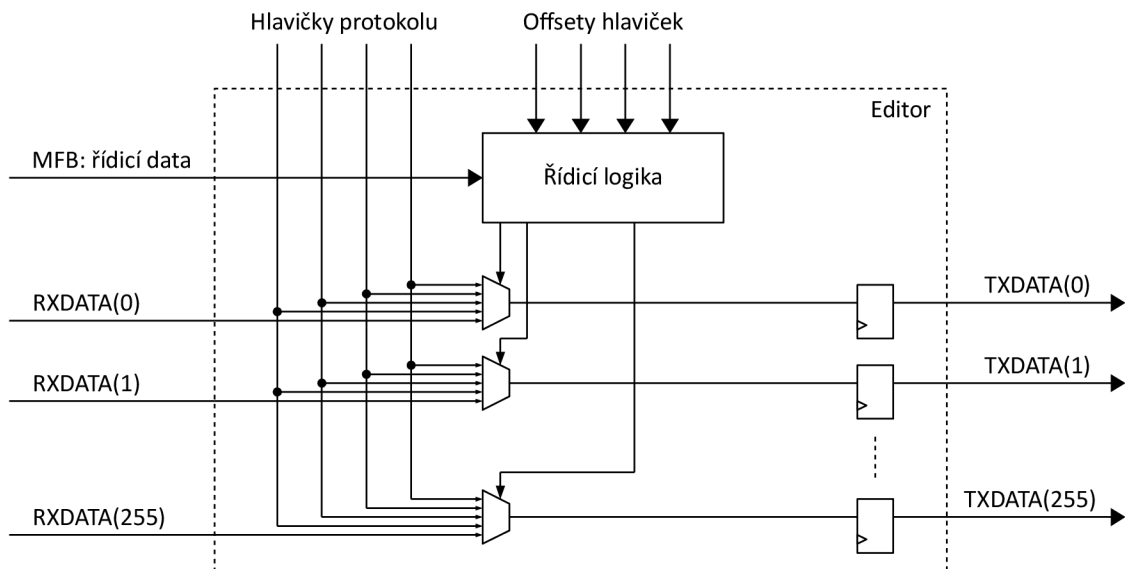 Hlavičky protokolu
Offsety hlaviček
Editor
MFB: řídicí data
Řídicí logika
RXDATA(0)
TXDATA(0)
RXDATA(1)
TXDATA(1)
RXDATA(255)
TXDATA(255)